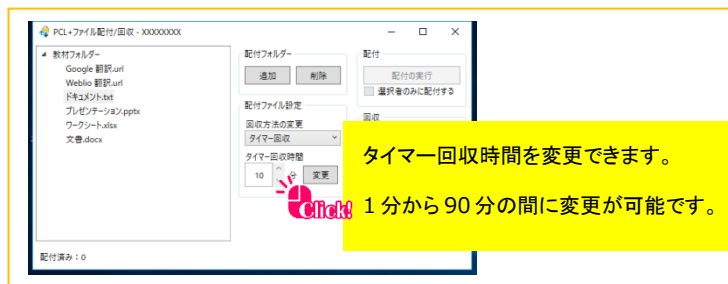 PCL+ファイル配付/回収 - XXXXXXXX
教材フォルダー
Google 翻訳.url
Weblio 翻訳.url
ドキュメント.txt
プレゼンテーション.pptx
ワークシート.xlsx
文書.docx
配付フォルダー
追加 削除
配付
配付の実行
選択者のみに配付する
配付ファイル設定
回収方法の変更
タイマー回収
タイマー回収時間
10 分 変更
回収
Click!
タイマー回収時間を変更できます。
1 分から 90 分の間に変更が可能です。
配付済み:0